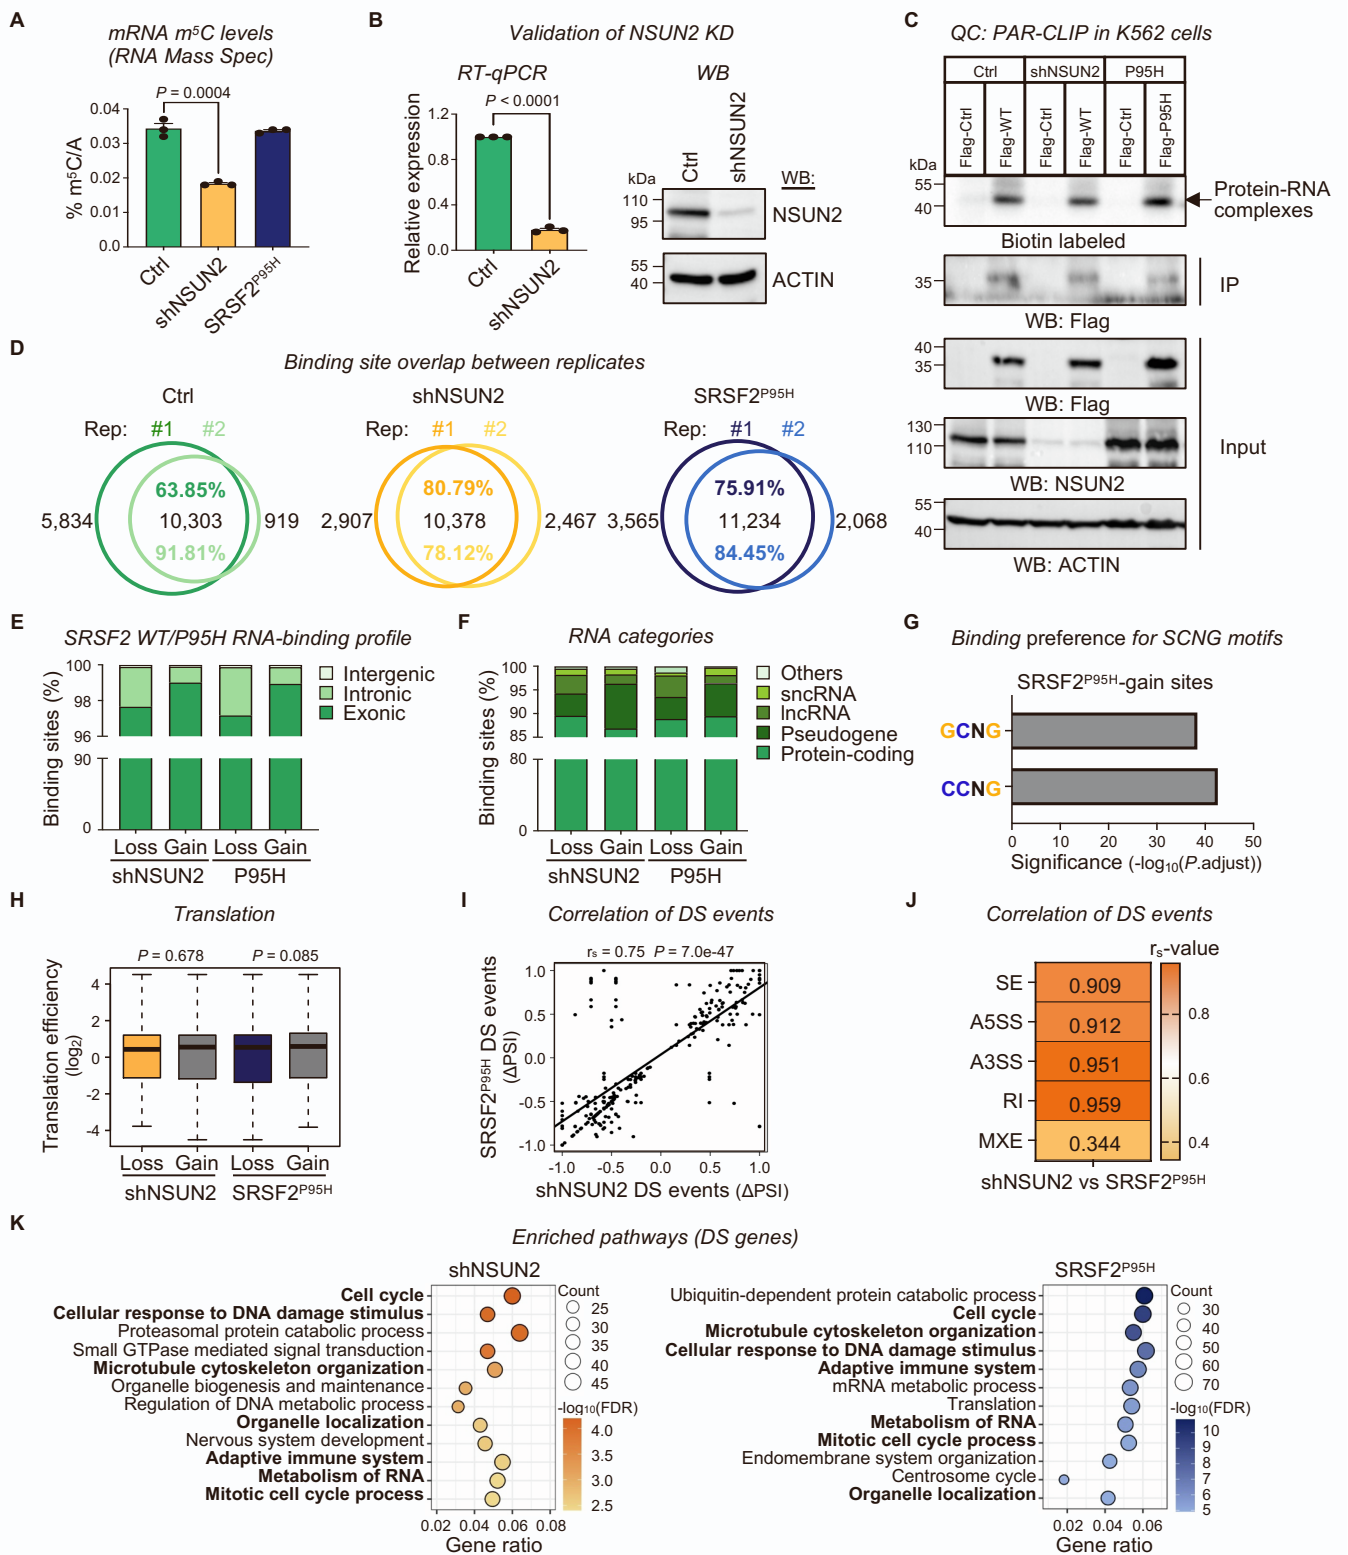 A
mRNA m⁵C levels
(RNA Mass Spec)
P = 0.0004
% m⁵C/A
0.04
0.03
0.02
0.01
0.0
Ctrl
shNSUN2
SRSF2ᴾ⁹⁵ᴴ
B
Validation of NSUN2 KD
RT-qPCR
P < 0.0001
Relative expression
1.2
0.8
0.4
0.0
Ctrl
shNSUN2
WB
Ctrl
shNSUN2
kDa
WB:
110
95
NSUN2
55
40
ACTIN
C
QC: PAR-CLIP in K562 cells
Ctrl shNSUN2 P95H
Flag-Ctrl Flag-WT Flag-Ctrl Flag-WT Flag-Ctrl Flag-P95H
kDa
55
40
Protein-RNA
complexes
Biotin labeled
35
IP
WB: Flag
40
35
WB: Flag
130
110
Input
WB: NSUN2
55
40
WB: ACTIN
D
Binding site overlap between replicates
Ctrl
Rep: #1 #2
63.85%
5,834 10,303 919
91.81%
shNSUN2
Rep: #1 #2
80.79%
2,907 10,378 2,467
78.12%
SRSF2ᴾ⁹⁵ᴴ
Rep: #1 #2
75.91%
3,565 11,234 2,068
84.45%
E
SRSF2 WT/P95H RNA-binding profile
Binding sites (%)
100
98
96
80
0
Intergenic
Intronic
Exonic
Loss Gain Loss Gain
shNSUN2 P95H
F
RNA categories
Binding sites (%)
100
95
90
85
80
0
Others
sncRNA
lncRNA
Pseudogene
Protein-coding
Loss Gain Loss Gain
shNSUN2 P95H
G
Binding preference for SCNG motifs
SRSF2ᴾ⁹⁵ᴴ-gain sites
GCNG
CCNG
0 10 20 30 40 50
Significance (-log₁₀(P.adjust))
H
Translation
P = 0.678 P = 0.085
Translation efficiency
(log₂)
4
2
0
-2
-4
Loss Gain Loss Gain
shNSUN2 SRSF2ᴾ⁹⁵ᴴ
I
Correlation of DS events
rₛ = 0.75 P = 7.0e-47
SRSF2ᴾ⁹⁵ᴴ DS events
(ΔPSI)
1.0
0.5
0.0
-0.5
-1.0
-1.0 -0.5 0.0 0.5 1.0
shNSUN2 DS events (ΔPSI)
J
Correlation of DS events
rₛ-value
SE 0.909
A5SS 0.912
A3SS 0.951
RI 0.959
MXE 0.344
0.8
0.6
0.4
shNSUN2 vs SRSF2ᴾ⁹⁵ᴴ
K
Enriched pathways (DS genes)
shNSUN2
Cell cycle
Cellular response to DNA damage stimulus
Proteasomal protein catabolic process
Small GTPase mediated signal transduction
Microtubule cytoskeleton organization
Organelle biogenesis and maintenance
Regulation of DNA metabolic process
Organelle localization
Nervous system development
Adaptive immune system
Metabolism of RNA
Mitotic cell cycle process
0.02 0.04 0.06 0.08
Gene ratio
Count
25
30
35
40
45
-log₁₀(FDR)
4.0
3.5
3.0
2.5
SRSF2ᴾ⁹⁵ᴴ
Ubiquitin-dependent protein catabolic process
Cell cycle
Microtubule cytoskeleton organization
Cellular response to DNA damage stimulus
Adaptive immune system
mRNA metabolic process
Translation
Metabolism of RNA
Mitotic cell cycle process
Endomembrane system organization
Centrosome cycle
Organelle localization
0.02 0.04 0.06
Gene ratio
Count
30
40
50
60
70
-log₁₀(FDR)
10
9
8
7
6
5